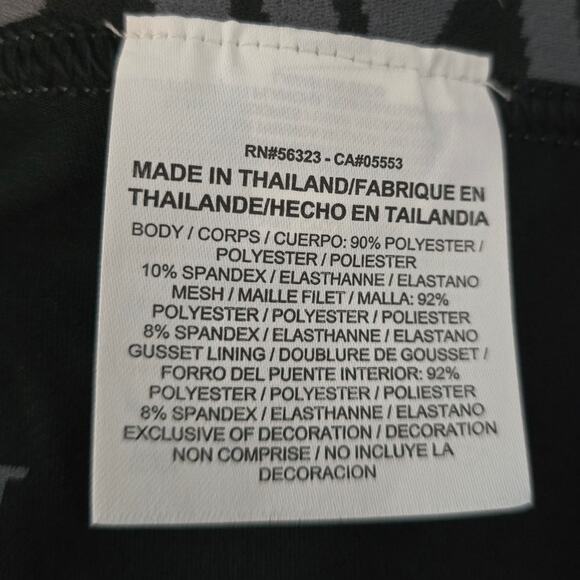 RN#56323 - CA#05553
MADE IN THAILAND/FABRIQUE EN
THAILANDE/HECHO EN TAILANDIA
BODY / CORPS / CUERPO: 90% POLYESTER /
POLYESTER / POLIESTER
10% SPANDEX / ELASTHANNE / ELASTANO
MESH / MAILLE FILET / MALLA: 92%
POLYESTER / POLYESTER / POLIESTER
8% SPANDEX / ELASTHANNE / ELASTANO
GUSSET LINING / DOUBLURE DE GOUSSET /
FORRO DEL PUENTE INTERIOR: 92%
POLYESTER / POLYESTER / POLIESTER
8% SPANDEX / ELASTHANNE / ELASTANO
EXCLUSIVE OF DECORATION / DECORATION
NON COMPRISE / NO INCLUYE LA
DECORACION